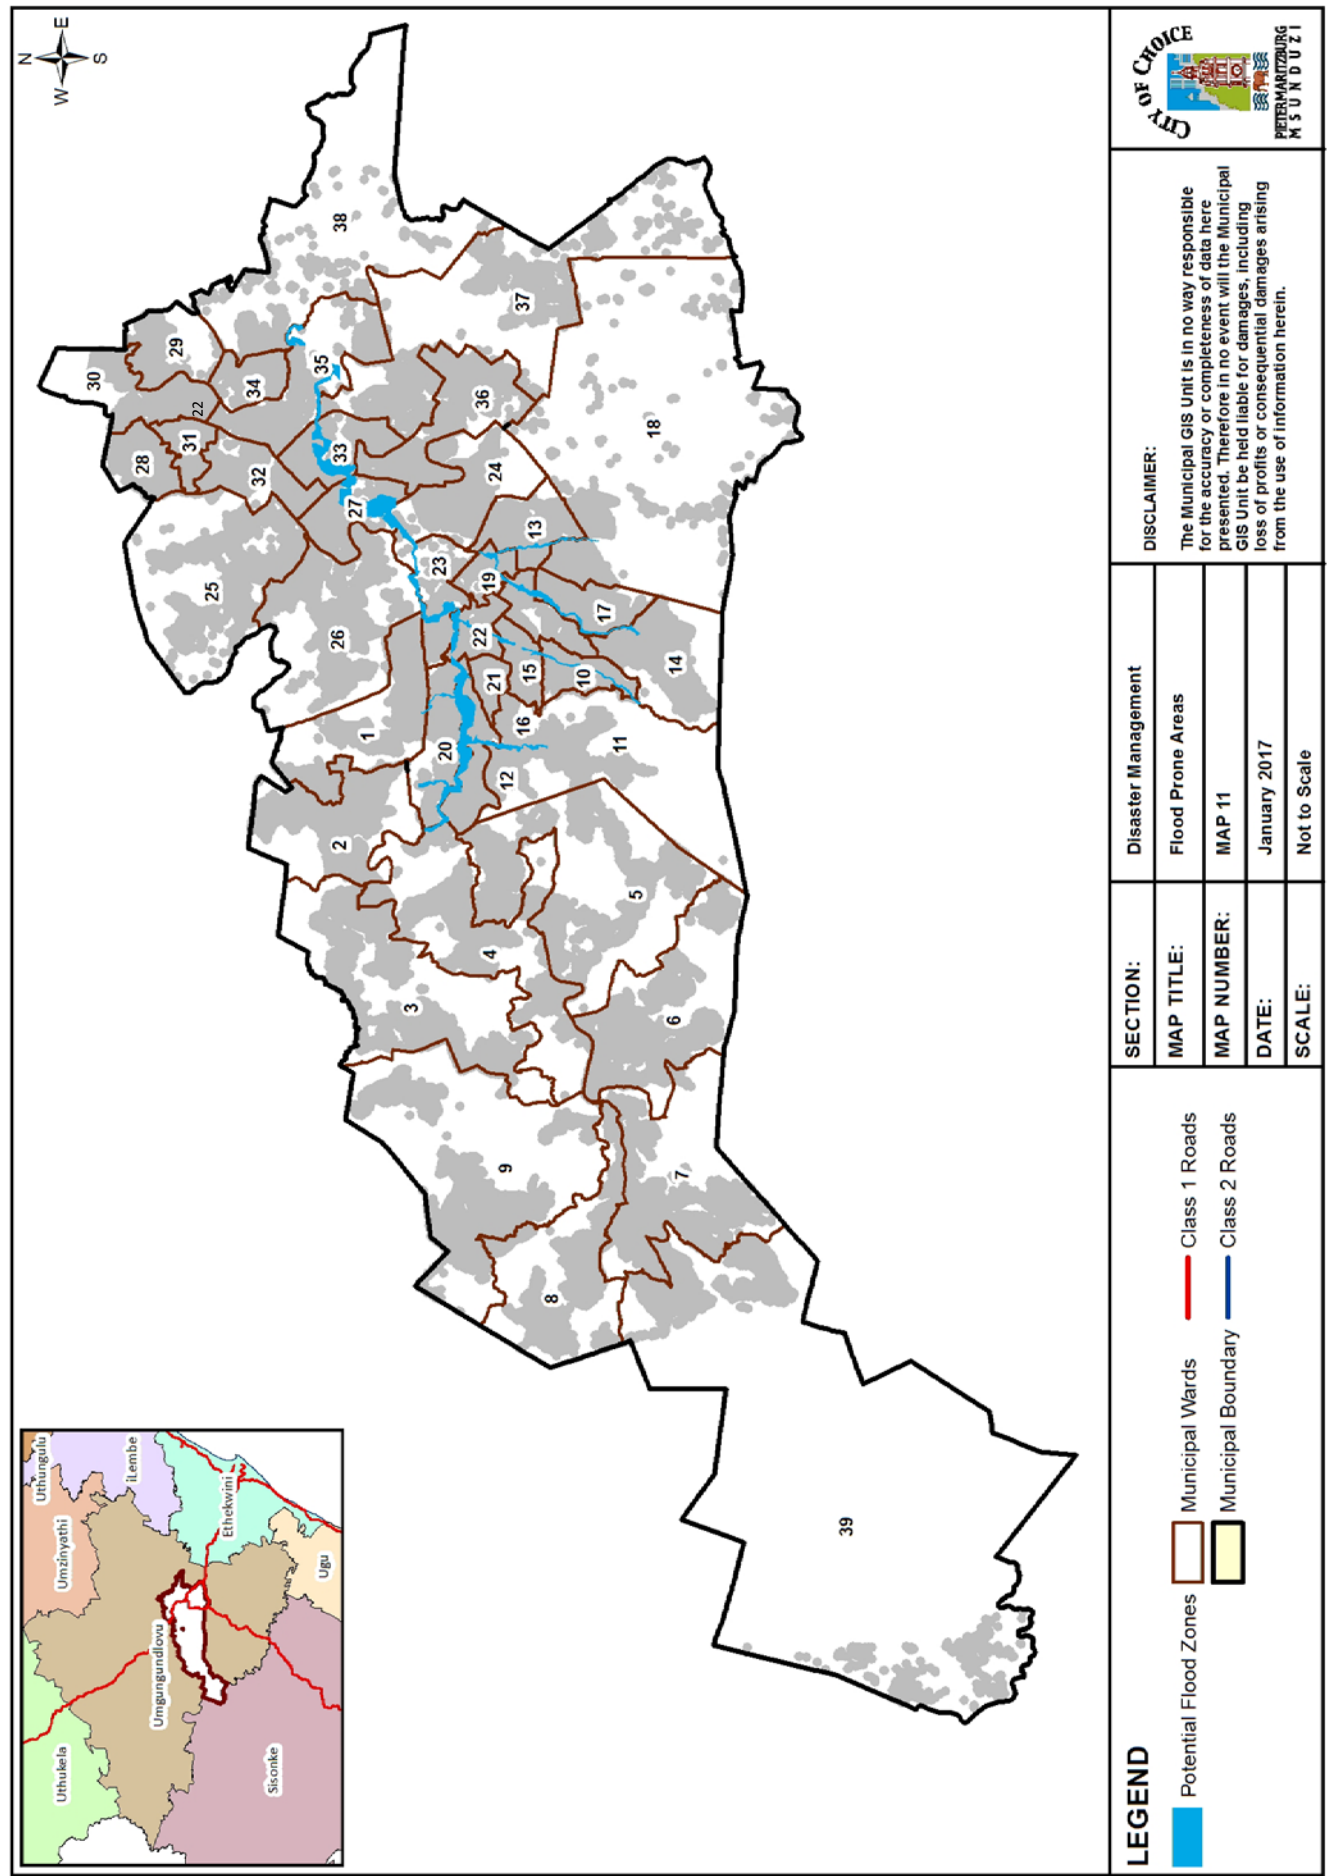 N
W
E
S
Uthukela
Umzinyathi
Uthungulu
iLembe
Umgungundlovu
Ethekwini
Ugu
Sisonke
30
29
28
31
22
34
32
38
25
35
33
27
26
37
36
24
18
13
23
19
1
22
17
21
15
10
14
20
16
11
12
2
5
4
3
6
9
7
8
39
LEGEND
Potential Flood Zones
Municipal Wards
Class 1 Roads
Municipal Boundary
Class 2 Roads
SECTION:
Disaster Management
MAP TITLE:
Flood Prone Areas
MAP NUMBER:
MAP 11
DATE:
January 2017
SCALE:
Not to Scale
DISCLAIMER:
The Municipal GIS Unit is in no way responsible
for the accuracy or completeness of data here
presented. Therefore in no event will the Municipal
GIS Unit be held liable for damages, including
loss of profits or consequential damages arising
from the use of information herein.
CITY OF CHOICE
PIETERMARITZBURG
MSUNDUZI